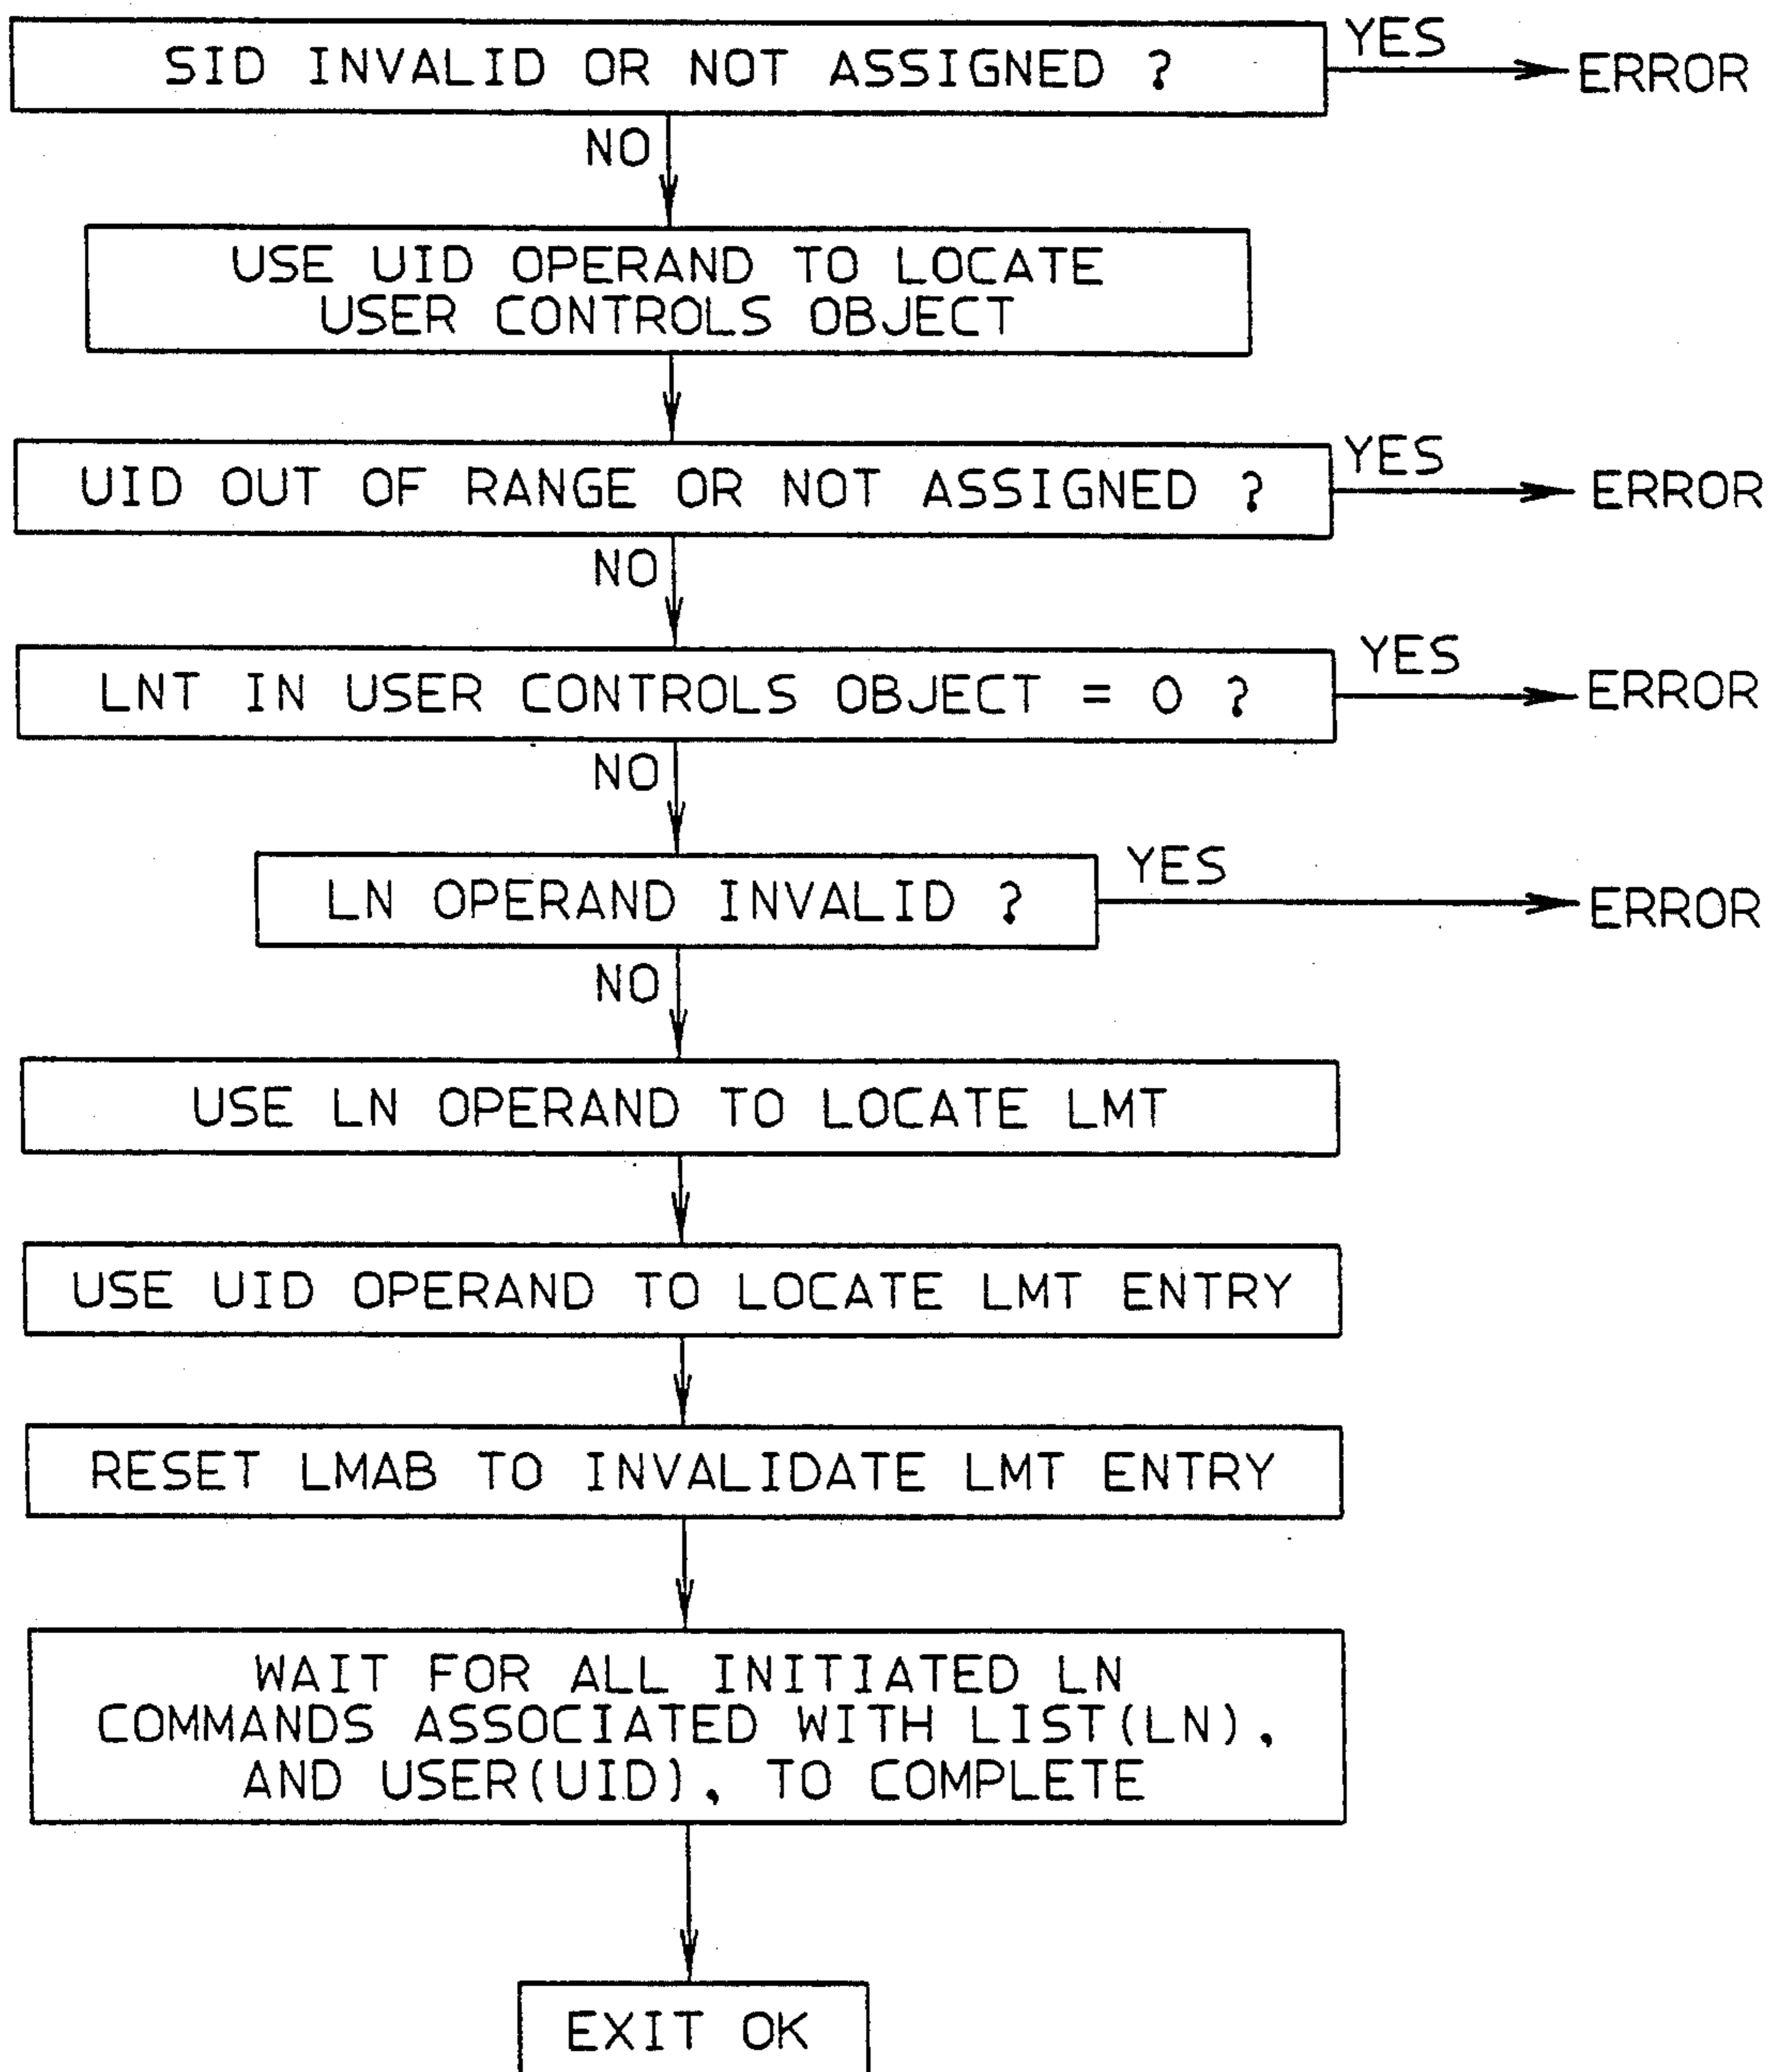 SID INVALID OR NOT ASSIGNED ?
YES
ERROR
NO
USE UID OPERAND TO LOCATE
USER CONTROLS OBJECT
UID OUT OF RANGE OR NOT ASSIGNED ?
YES
ERROR
NO
LNT IN USER CONTROLS OBJECT = 0 ?
YES
ERROR
NO
LN OPERAND INVALID ?
YES
ERROR
NO
USE LN OPERAND TO LOCATE LMT
USE UID OPERAND TO LOCATE LMT ENTRY
RESET LMAB TO INVALIDATE LMT ENTRY
WAIT FOR ALL INITIATED LN
COMMANDS ASSOCIATED WITH LIST(LN),
AND USER(UID), TO COMPLETE
EXIT OK